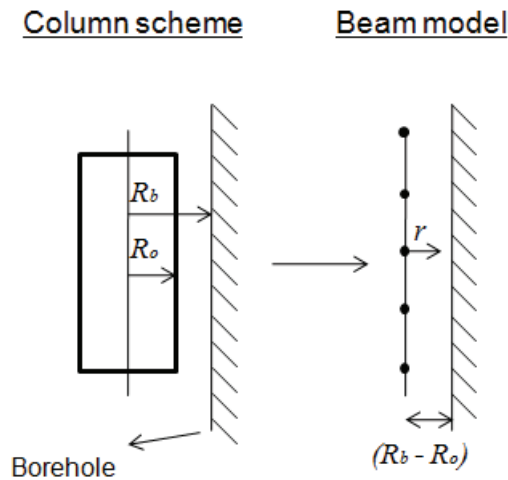 Column scheme
Beam model
Rb
Ro
r
(Rb - Ro)
Borehole